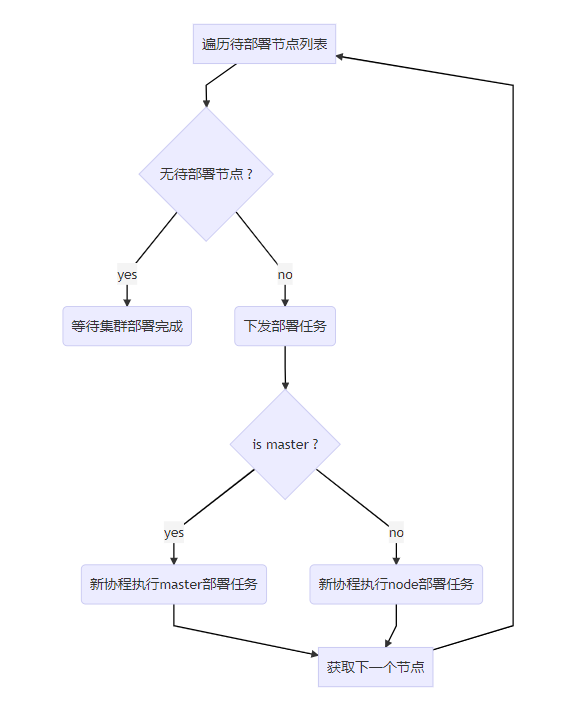 遍历待部署节点列表
无待部署节点 ?
yes
no
等待集群部署完成
下发部署任务
is master ?
yes
no
新协程执行master部署任务
新协程执行node部署任务
获取下一个节点